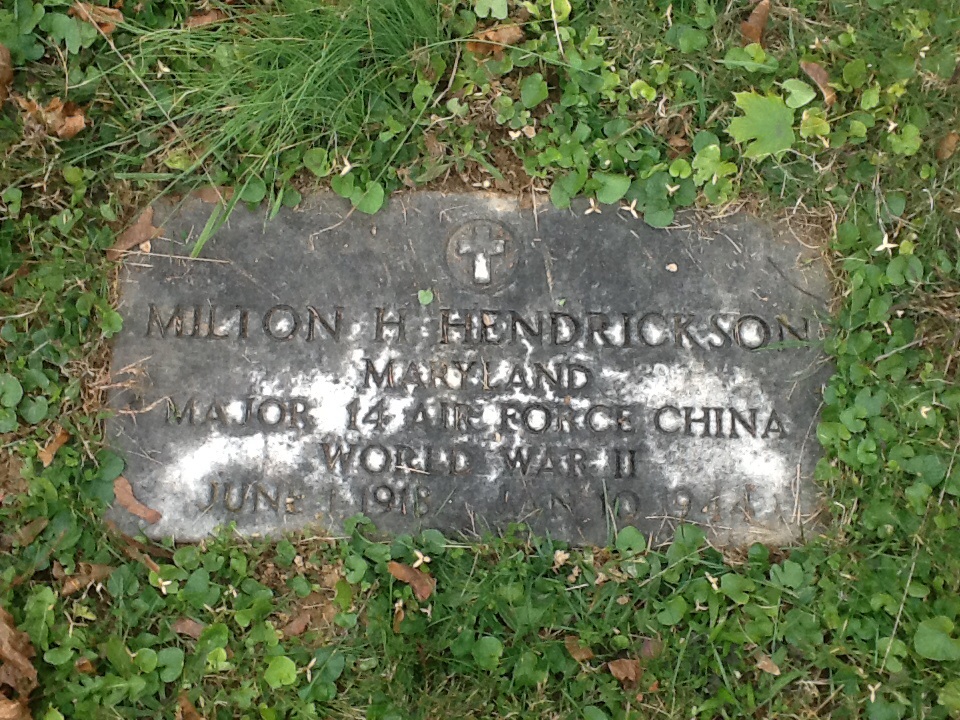 MILTON H HENDRICKSON
MARYLAND
MAJOR 14 AIR FORCE CHINA
WORLD WAR II
JUNE 1 1918 JAN 10